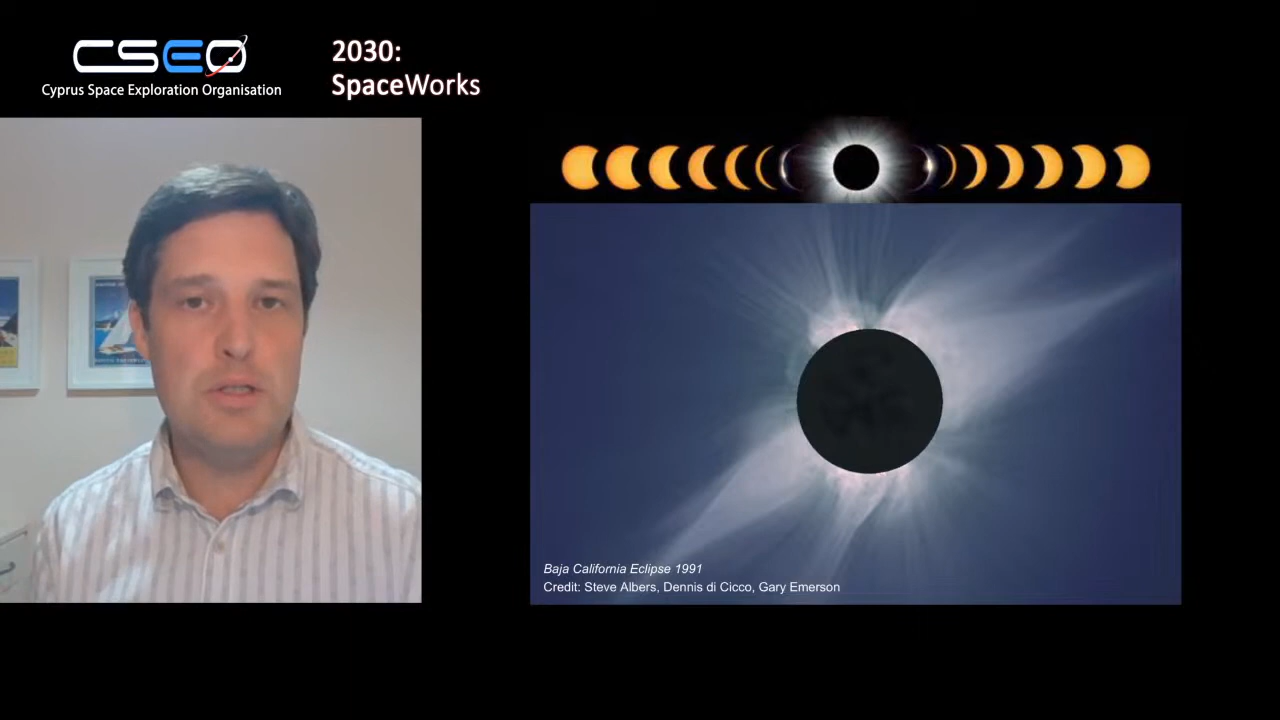 CSEO
Cyprus Space Exploration Organisation
2030:
SpaceWorks
Baja California Eclipse 1991
Credit: Steve Albers, Dennis di Cicco, Gary Emerson